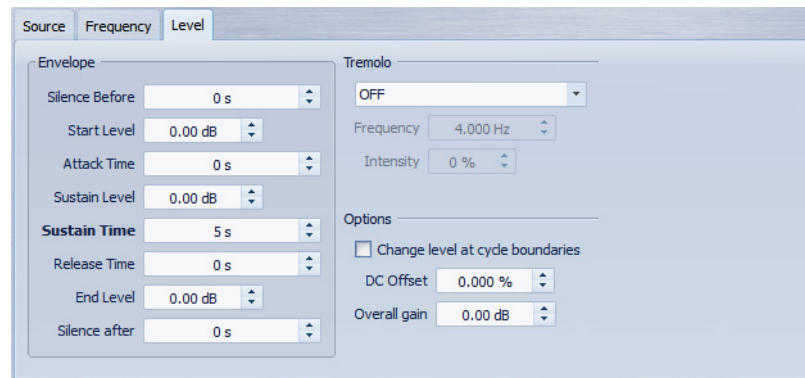 Source Frequency Level
Envelope
Silence Before 0 s
Start Level 0.00 dB
Attack Time 0 s
Sustain Level 0.00 dB
Sustain Time 5 s
Release Time 0 s
End Level 0.00 dB
Silence after 0 s
Tremolo
OFF
Frequency 4.000 Hz
Intensity 0 %
Options
Change level at cycle boundaries
DC Offset 0.000 %
Overall gain 0.00 dB